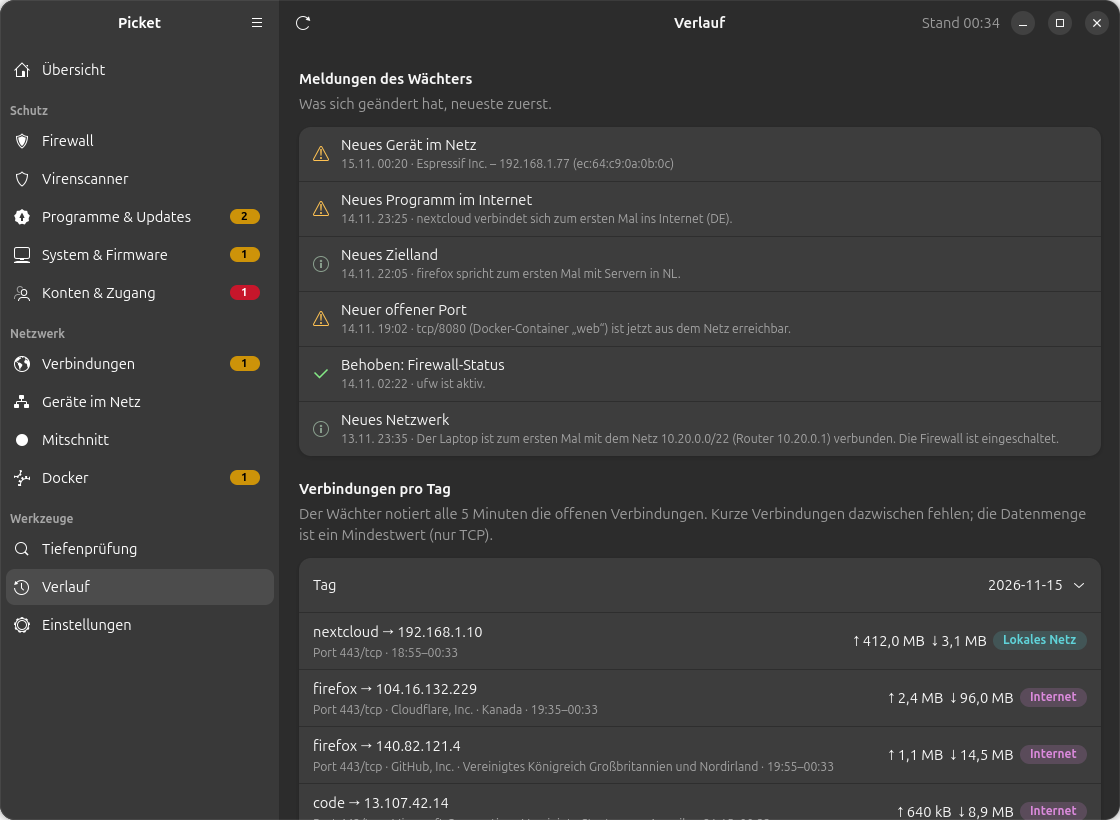 Picket
Übersicht
Schutz
Firewall
Virenscanner
Programme & Updates 2
System & Firmware 1
Konten & Zugang 1
Netzwerk
Verbindungen 1
Geräte im Netz
Mitschnitt
Docker 1
Werkzeuge
Tiefenprüfung
Verlauf
Einstellungen
Verlauf
Stand 00:34
Meldungen des Wächters
Was sich geändert hat, neueste zuerst.
Neues Gerät im Netz
15.11. 00:20 · Espressif Inc. – 192.168.1.77 (ec:64:c9:0a:0b:0c)
Neues Programm im Internet
14.11. 23:25 · nextcloud verbindet sich zum ersten Mal ins Internet (DE).
Neues Zielland
14.11. 22:05 · firefox spricht zum ersten Mal mit Servern in NL.
Neuer offener Port
14.11. 19:02 · tcp/8080 (Docker-Container „web“) ist jetzt aus dem Netz erreichbar.
Behoben: Firewall-Status
14.11. 02:22 · ufw ist aktiv.
Neues Netzwerk
13.11. 23:35 · Der Laptop ist zum ersten Mal mit dem Netz 10.20.0.0/22 (Router 10.20.0.1) verbunden. Die Firewall ist eingeschaltet.
Verbindungen pro Tag
Der Wächter notiert alle 5 Minuten die offenen Verbindungen. Kurze Verbindungen dazwischen fehlen; die Datenmenge
ist ein Mindestwert (nur TCP).
Tag 2026-11-15
nextcloud → 192.168.1.10
Port 443/tcp · 18:55–00:33
↑ 412,0 MB ↓ 3,1 MB Lokales Netz
firefox → 104.16.132.229
Port 443/tcp · Cloudflare, Inc. · Kanada · 19:35–00:33
↑ 2,4 MB ↓ 96,0 MB Internet
firefox → 140.82.121.4
Port 443/tcp · GitHub, Inc. · Vereinigtes Königreich Großbritannien und Nordirland · 19:55–00:33
↑ 1,1 MB ↓ 14,5 MB Internet
code → 13.107.42.14
↑ 640 kB ↓ 8,9 MB Internet